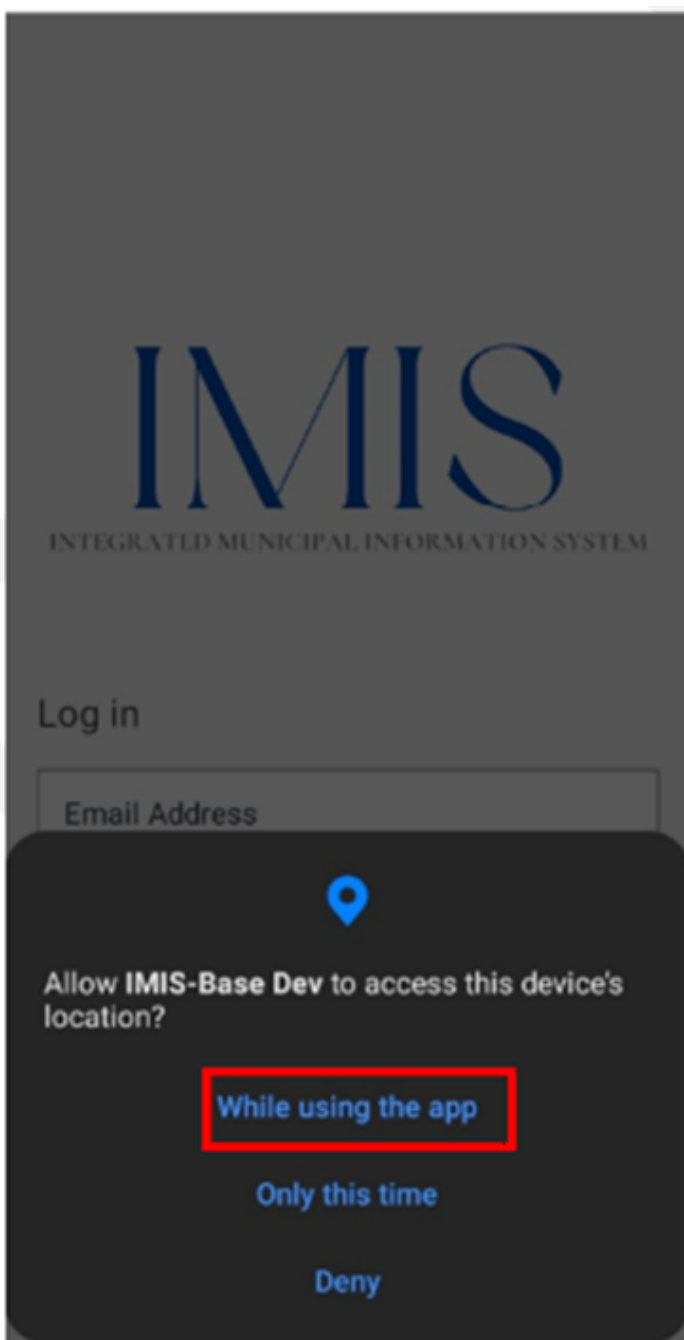 IMIS
INTEGRATED MUNICIPAL INFORMATION SYSTEM
Log in
Email Address
Allow IMIS-Base Dev to access this device's
location?
While using the app
Only this time
Deny